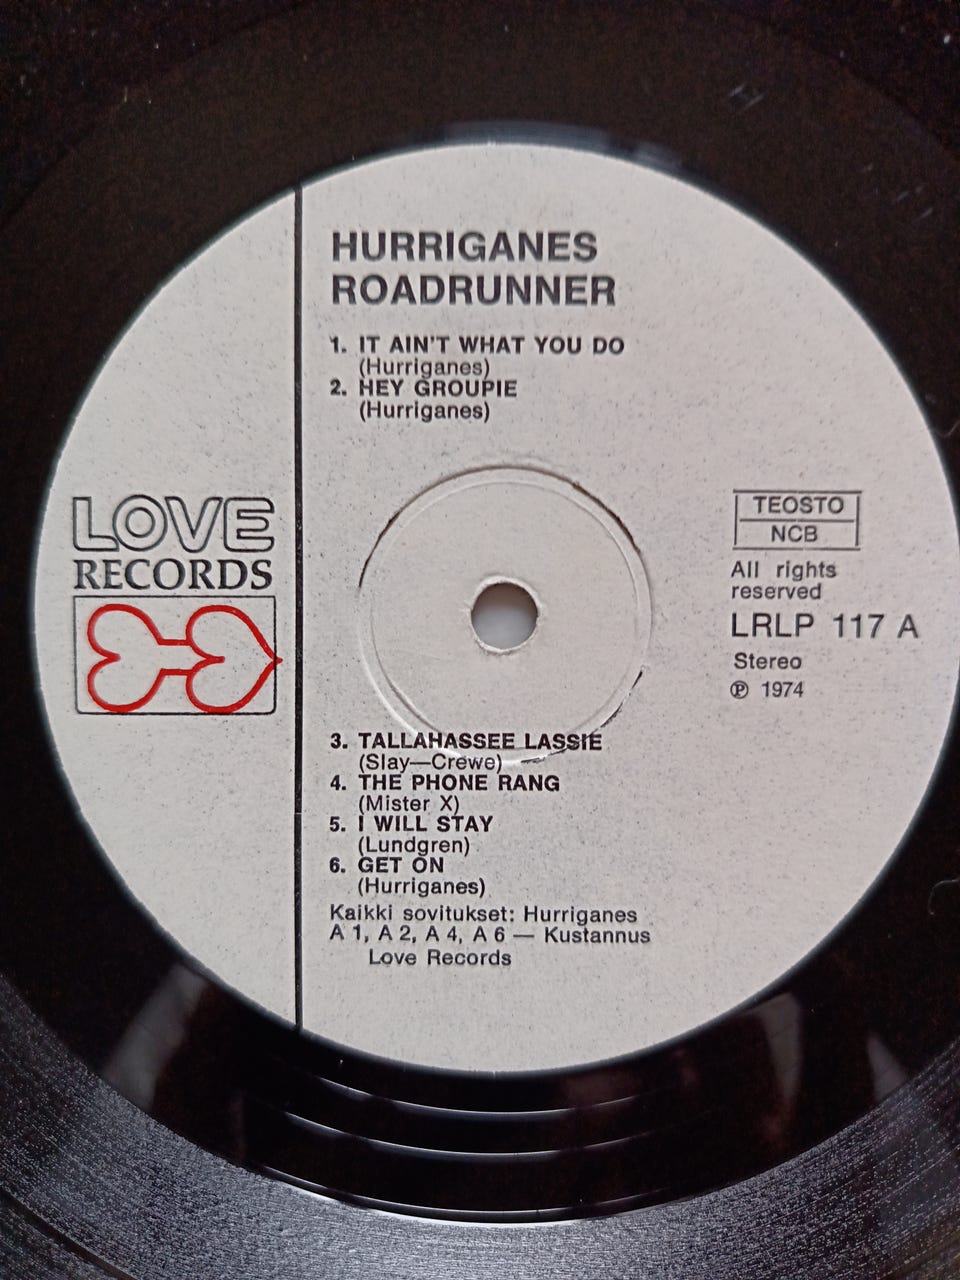 HURRIGANES
ROADRUNNER
1. IT AIN'T WHAT YOU DO
(Hurriganes)
2. HEY GROUPIE
(Hurriganes)
LOVE
RECORDS
TEOSTO
NCB
All rights
reserved
LRLP 117 A
Stereo
℗ 1974
3. TALLAHASSEE LASSIE
(Slay—Crewe)
4. THE PHONE RANG
(Mister X)
5. I WILL STAY
(Lundgren)
6. GET ON
(Hurriganes)
Kaikki sovitukset: Hurriganes
A 1, A 2, A 4, A 6 — Kustannus
Love Records